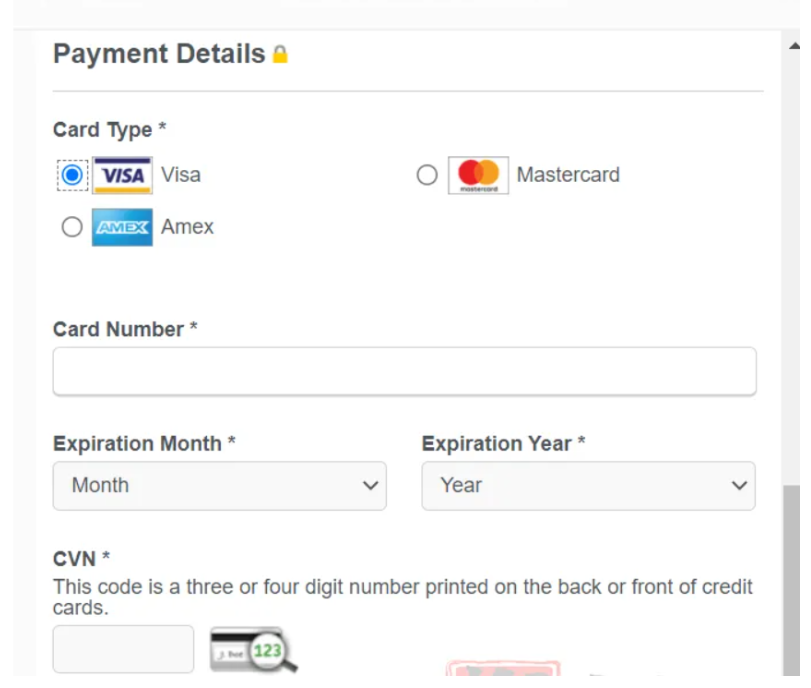 Payment Details
Card Type *
VISA Visa
mastercard Mastercard
AMEX Amex
Card Number *
Expiration Month *
Expiration Year *
Month
Year
CVN *
This code is a three or four digit number printed on the back or front of credit
cards.
123